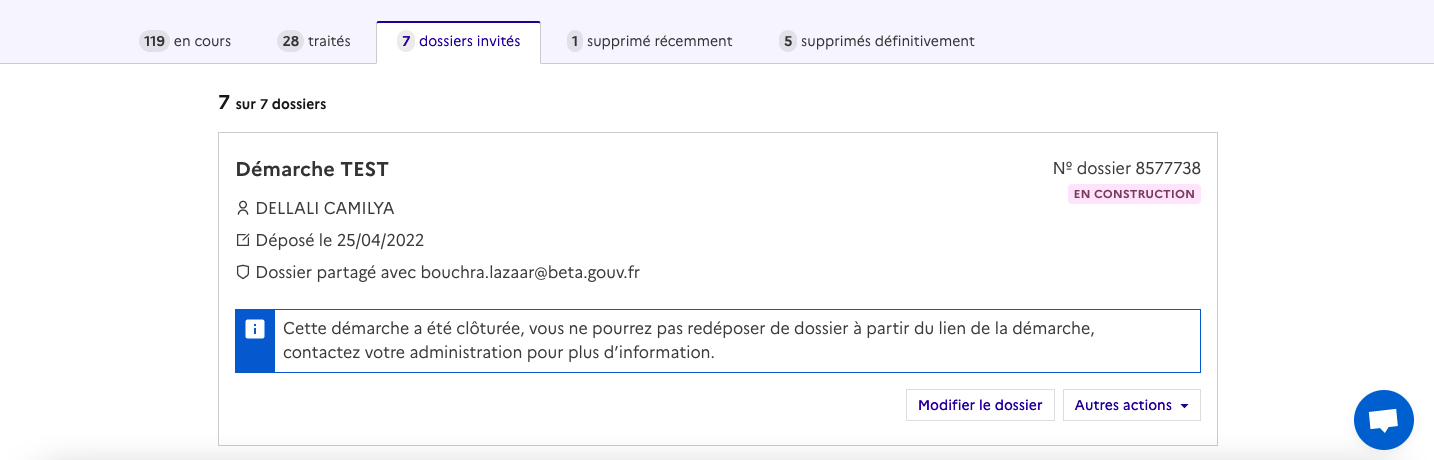 119 en cours 28 traités 7 dossiers invités 1 supprimé récemment 5 supprimés définitivement
7 sur 7 dossiers
Démarche TEST Nº dossier 8577738
EN CONSTRUCTION
DELLALI CAMILYA
Déposé le 25/04/2022
Dossier partagé avec bouchra.lazaar@beta.gouv.fr
Cette démarche a été clôturée, vous ne pourrez pas redéposer de dossier à partir du lien de la démarche,
contactez votre administration pour plus d’information.
Modifier le dossier Autres actions